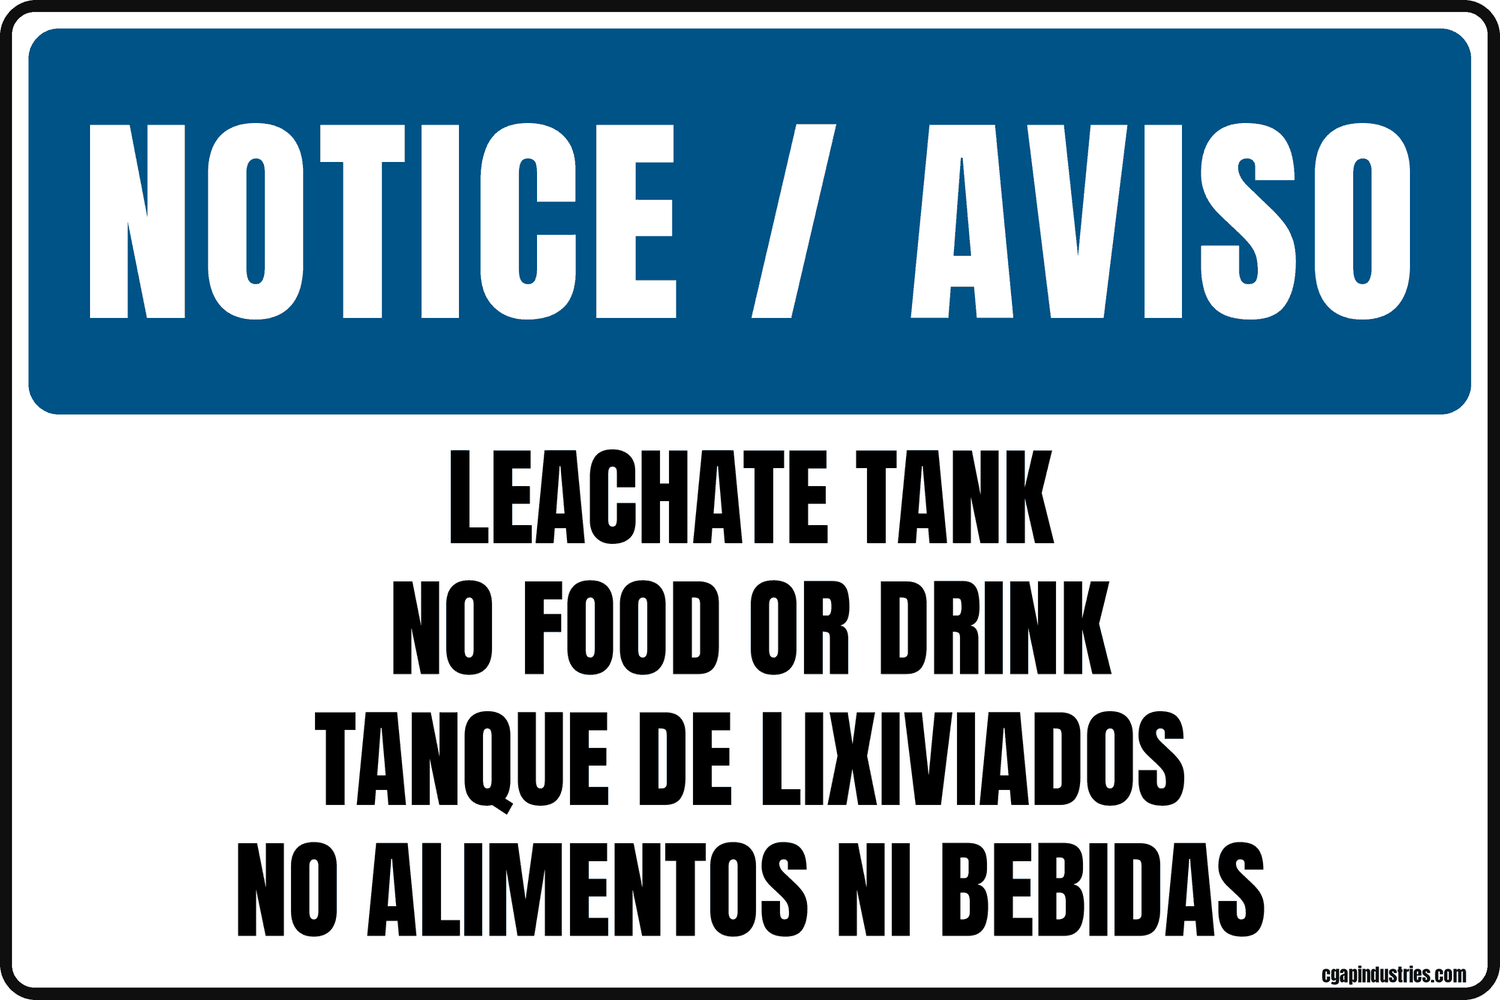 NOTICE / AVISO
LEACHATE TANK
NO FOOD OR DRINK
TANQUE DE LIXIVIADOS
NO ALIMENTOS NI BEBIDAS
cgapindustries.com